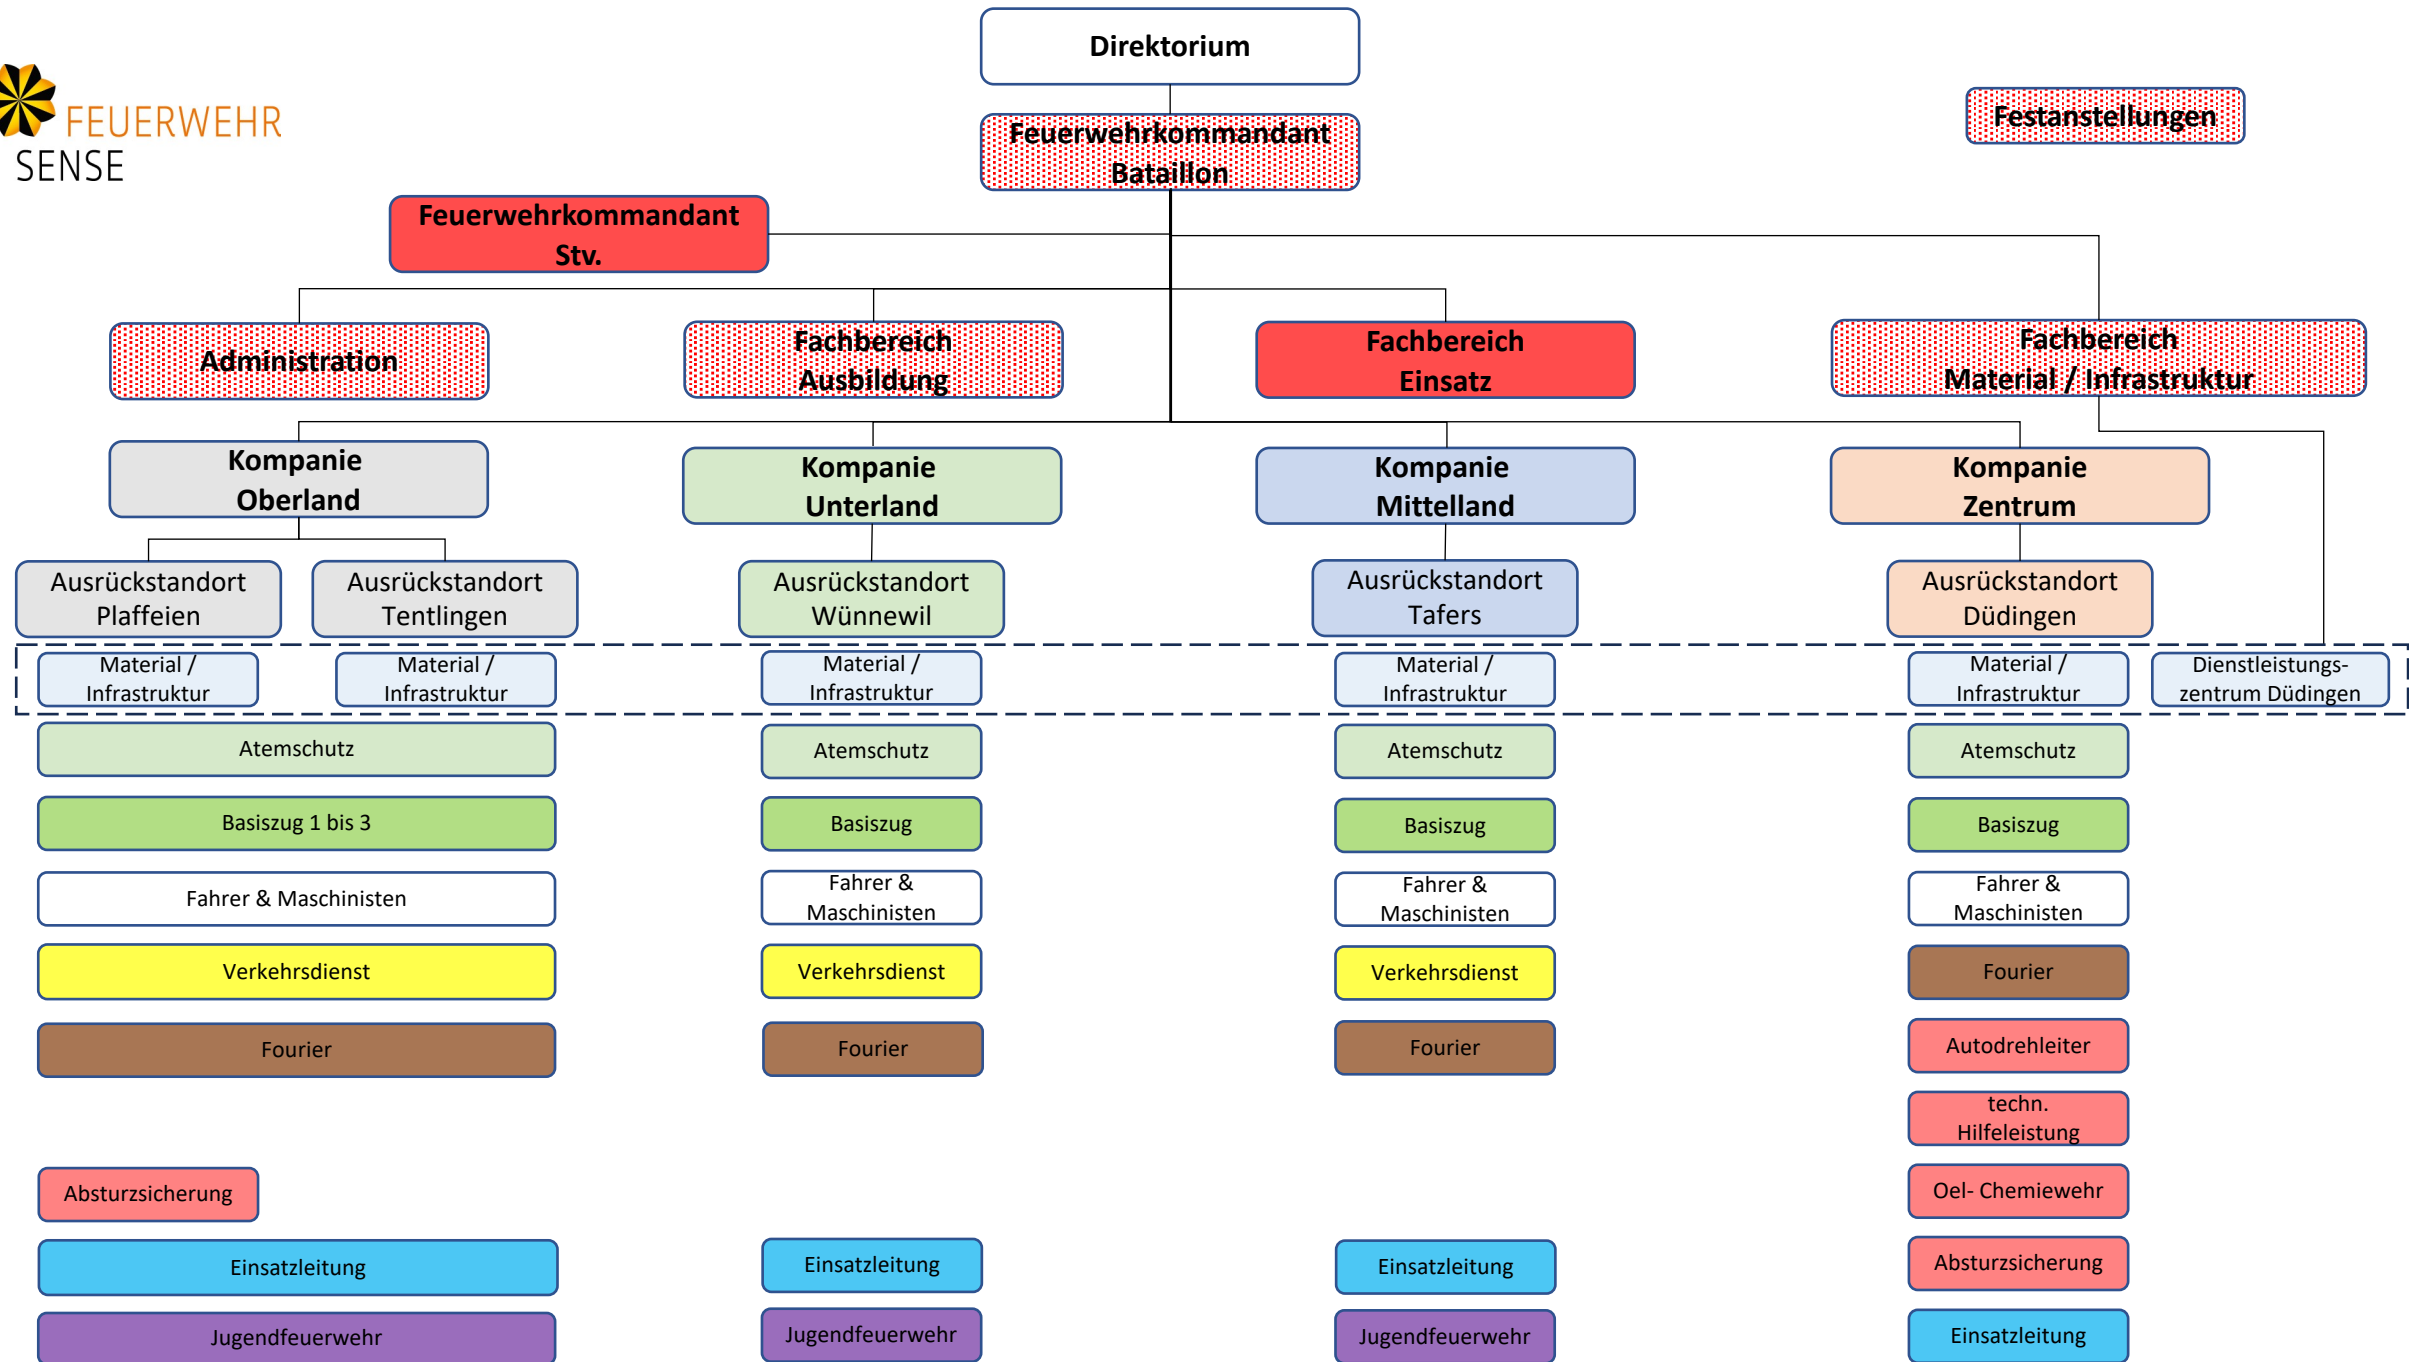 Direktorium
FEUERWEHR
SENSE
Feuerwehrkommandant
Bataillon
Festanstellungen
Feuerwehrkommandant
Stv.
Administration
Fachbereich
Ausbildung
Fachbereich
Einsatz
Fachbereich
Material / Infrastruktur
Kompanie
Oberland
Kompanie
Unterland
Kompanie
Mittelland
Kompanie
Zentrum
Ausrückstandort
Plaffeien
Ausrückstandort
Tentlingen
Ausrückstandort
Wünnewil
Ausrückstandort
Tafers
Ausrückstandort
Düdingen
Material /
Infrastruktur
Material /
Infrastruktur
Material /
Infrastruktur
Material /
Infrastruktur
Material /
Infrastruktur
Dienstleistungs-
zentrum Düdingen
Atemschutz
Atemschutz
Atemschutz
Atemschutz
Basiszug 1 bis 3
Basiszug
Basiszug
Basiszug
Fahrer & Maschinisten
Fahrer &
Maschinisten
Fahrer &
Maschinisten
Fahrer &
Maschinisten
Verkehrsdienst
Verkehrsdienst
Verkehrsdienst
Fourier
Fourier
Fourier
Fourier
Autodrehleiter
techn.
Hilfeleistung
Absturzsicherung
Oel- Chemiewehr
Einsatzleitung
Einsatzleitung
Einsatzleitung
Absturzsicherung
Jugendfeuerwehr
Jugendfeuerwehr
Jugendfeuerwehr
Einsatzleitung